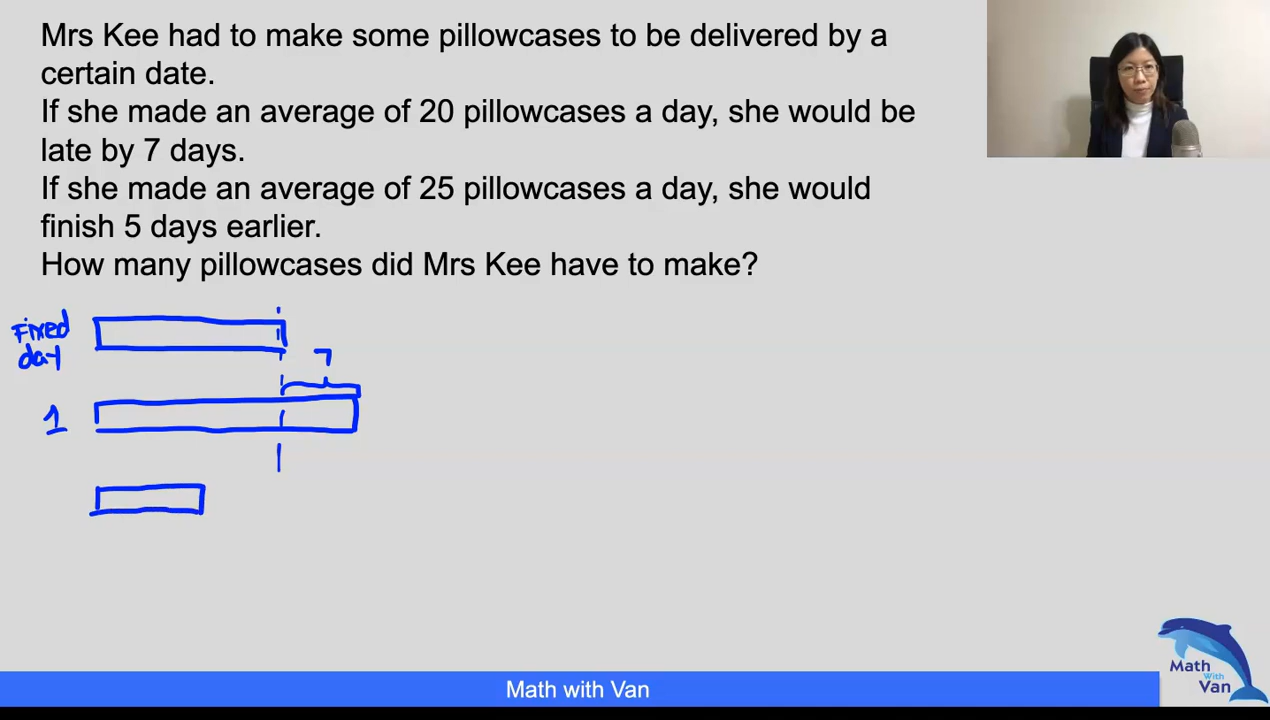 Mrs Kee had to make some pillowcases to be delivered by a
certain date.
If she made an average of 20 pillowcases a day, she would be
late by 7 days.
If she made an average of 25 pillowcases a day, she would
finish 5 days earlier.
How many pillowcases did Mrs Kee have to make?
Fixed
day
7
1
Math with Van
Math
With
Van